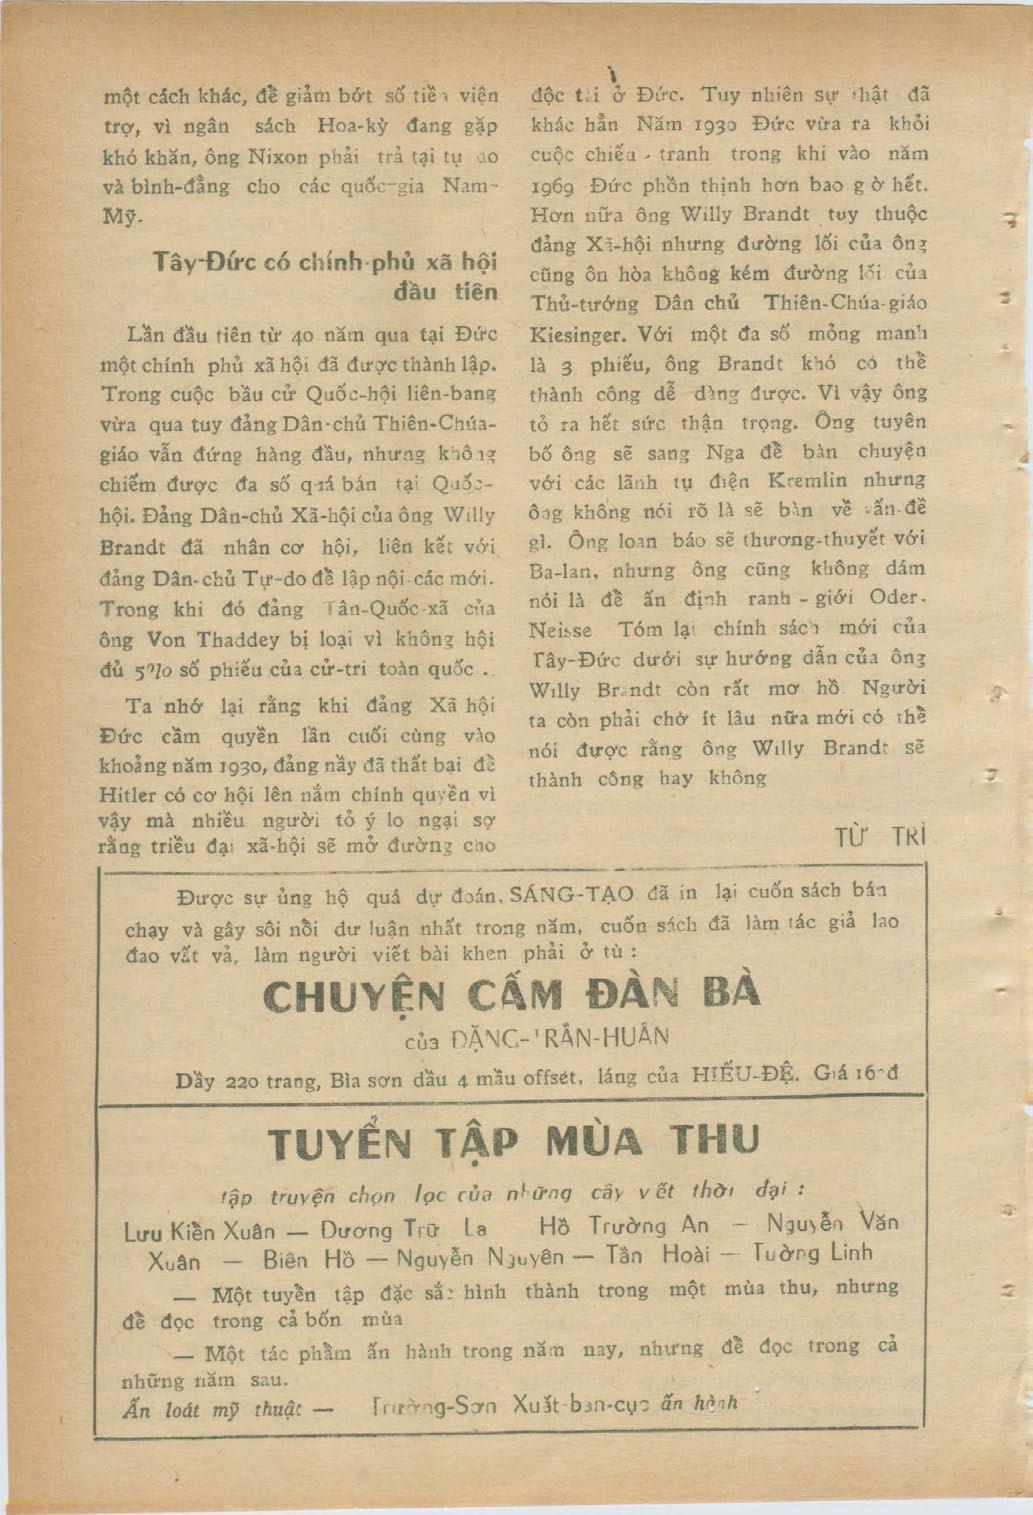 một cách khác, để giảm bớt số tiền viện
trợ, vì ngân sách Hoa-kỳ đang gặp
khó khăn, ông Nixon phải trả tại tự do
và bình-đẳng cho các quốc-gia Nam-
Mỹ.
Tây-Đức có chính-phủ xã hội
đầu tiên
Lần đầu tiên từ 40 năm qua tại Đức
một chính phủ xã hội đã được thành lập.
Trong cuộc bầu cử Quốc-hội liên-bang
vừa qua tuy đảng Dân-chủ Thiên-Chúa-
giáo vẫn đứng hàng đầu, nhưng không
chiếm được đa số quá bán tại Quốc-
hội. Đảng Dân-chủ Xã-hội của ông Willy
Brandt đã nhân cơ hội, liên kết với
đảng Dân-chủ Tự-do để lập nội-các mới.
Trong khi đó đảng Tân-Quốc-xã của
ông Von Thaddey bị loại vì không hội
đủ 5% số phiếu của cử-tri toàn quốc .
Ta nhớ lại rằng khi đảng Xã hội
Đức cầm quyền lần cuối cùng vào
khoảng năm 1930, đảng nầy đã thất bại để
Hitler có cơ hội lên nắm chính quyền vì
vậy mà nhiều người tỏ ý lo ngại sợ
rằng triều đại xã-hội sẽ mở đường cho
độc tài ở Đức. Tuy nhiên sự thật đã
khác hẳn Năm 1930 Đức vừa ra khỏi
cuộc chiến-tranh trong khi vào năm
1969 Đức phồn thịnh hơn bao giờ hết.
Hơn nữa ông Willy Brandt tuy thuộc
đảng Xã-hội nhưng đường lối của ông
cũng ôn hòa không kém đường lối của
Thủ-tướng Dân chủ Thiên-Chúa-giáo
Kiesinger. Với một đa số mỏng manh
là 3 phiếu, ông Brandt khó có thể
thành công dễ dàng được. Vì vậy ông
tỏ ra hết sức thận trọng. Ông tuyên
bố ông sẽ sang Nga để bàn chuyện
với các lãnh tụ điện Kremlin nhưng
ông không nói rõ là sẽ bàn về vấn-đề
gì. Ông loan báo sẽ thương-thuyết với
Ba-lan, nhưng ông cũng không dám
nói là để ấn định ranh-giới Oder-
Neisse Tóm lại chính sách mới của
Tây-Đức dưới sự hướng dẫn của ông
Willy Brandt còn rất mơ hồ Người
ta còn phải chờ ít lâu nữa mới có thể
nói được rằng ông Willy Brandt sẽ
thành công hay không
TỪ TRÌ
Được sự ủng hộ quá dự đoán, SÁNG-TẠO đã in lại cuốn sách bán
chạy và gây sôi nổi dư luận nhất trong năm, cuốn sách đã làm tác giả lao
đao vất vả, làm người viết bài khen phải ở tù :
CHUYỆN CẤM ĐÀN BÀ
của ĐẶNG-TRẦN-HUÂN
Dầy 220 trang, Bìa sơn dầu 4 mầu offsét, láng của HIẾU-ĐỆ. Giá 160đ
TUYỂN TẬP MÙA THU
tập truyện chọn lọc của những cây viết thời đại :
Lưu Kiền Xuân — Dương Trữ La Hồ Trường An — Nguyễn Văn
Xuân — Biên Hồ — Nguyễn Nguyên — Tần Hoài — Tường Linh
— Một tuyển tập đặc sắc hình thành trong một mùa thu, nhưng
để đọc trong cả bốn mùa
— Một tác phẩm ấn hành trong năm nay, nhưng để đọc trong cả
những năm sau.
Ấn loát mỹ thuật — Trường-Sơn Xuất-bản-cục ấn hành